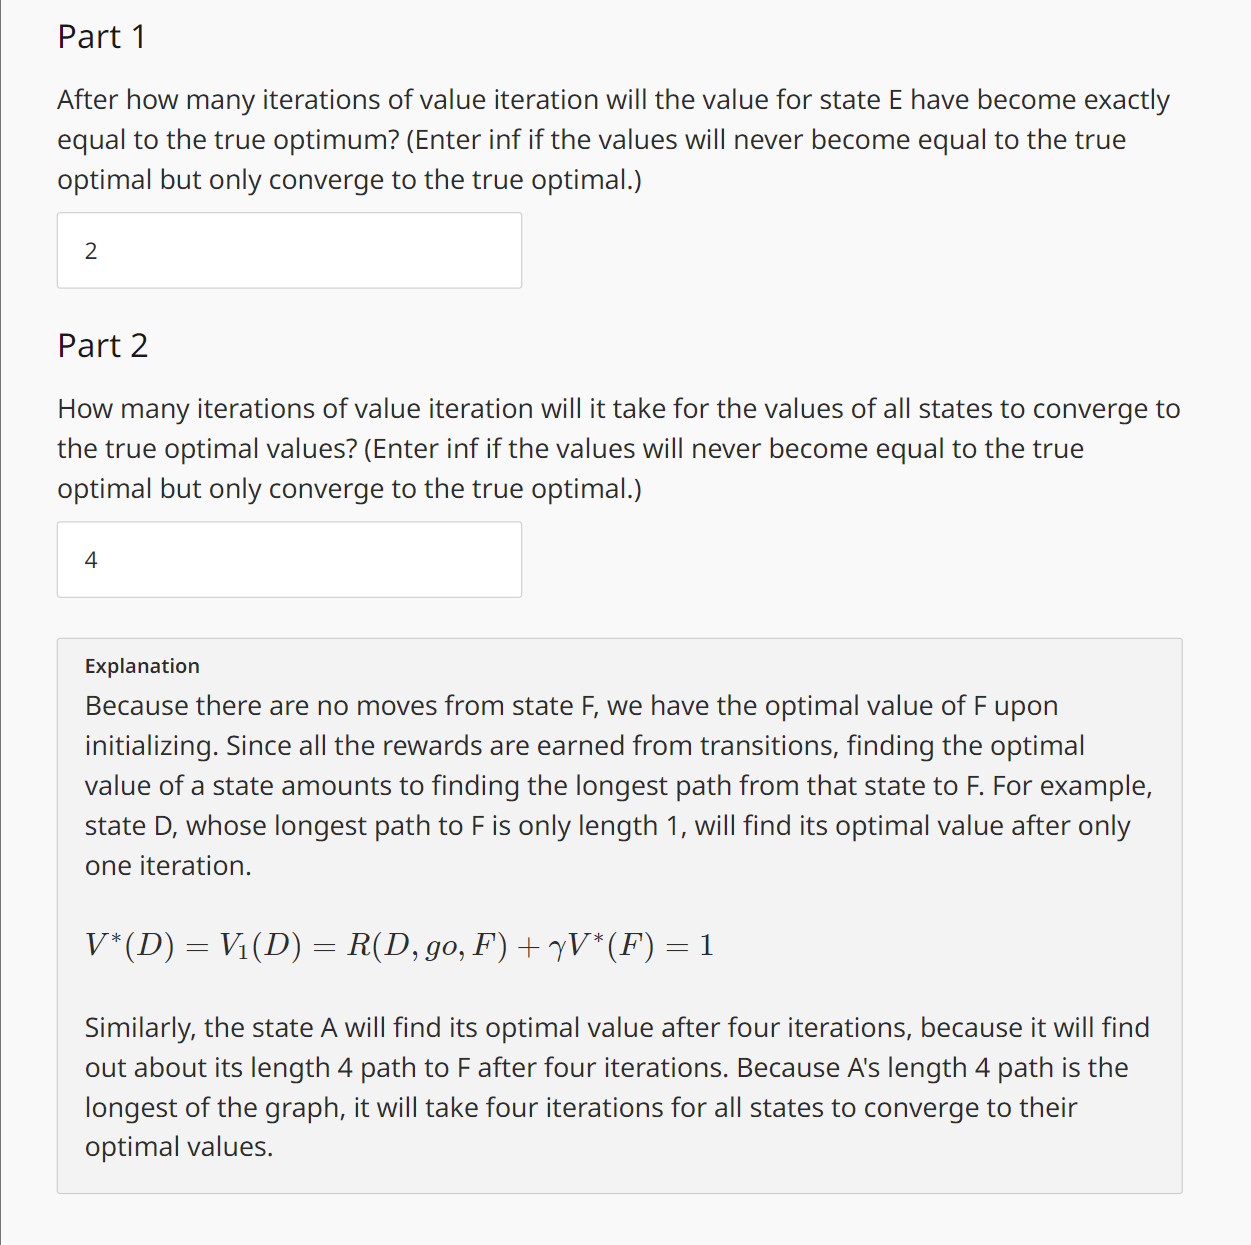 Part 1
After how many iterations of value iteration will the value for state E have become exactly
equal to the true optimum? (Enter inf if the values will never become equal to the true
optimal but only converge to the true optimal.)
2
Part 2
How many iterations of value iteration will it take for the values of all states to converge to
the true optimal values? (Enter inf if the values will never become equal to the true
optimal but only converge to the true optimal.)
4
Explanation
Because there are no moves from state F, we have the optimal value of F upon
initializing. Since all the rewards are earned from transitions, finding the optimal
value of a state amounts to finding the longest path from that state to F. For example,
state D, whose longest path to F is only length 1, will find its optimal value after only
one iteration.
V*(D) = V₁(D) = R(D, go, F) + γV*(F) = 1
Similarly, the state A will find its optimal value after four iterations, because it will find
out about its length 4 path to F after four iterations. Because A's length 4 path is the
longest of the graph, it will take four iterations for all states to converge to their
optimal values.